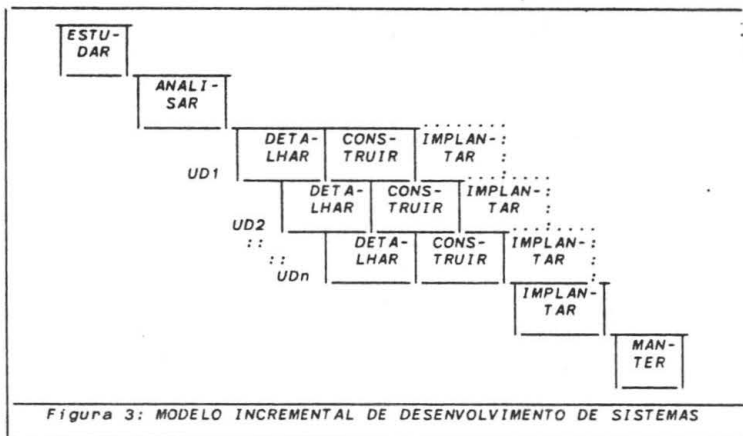 ESTU-
DAR
ANALI-
SAR
DETA- CONS- IMPLAN-
LHAR TRUIR TAR
UD1
DETA- CONS- IMPLAN-
LHAR TRUIR TAR
UD2
DETA- CONS- IMPLAN-
LHAR TRUIR TAR
UDn
IMPLAN-
TAR
MAN-
TER
Figura 3: MODELO INCREMENTAL DE DESENVOLVIMENTO DE SISTEMAS